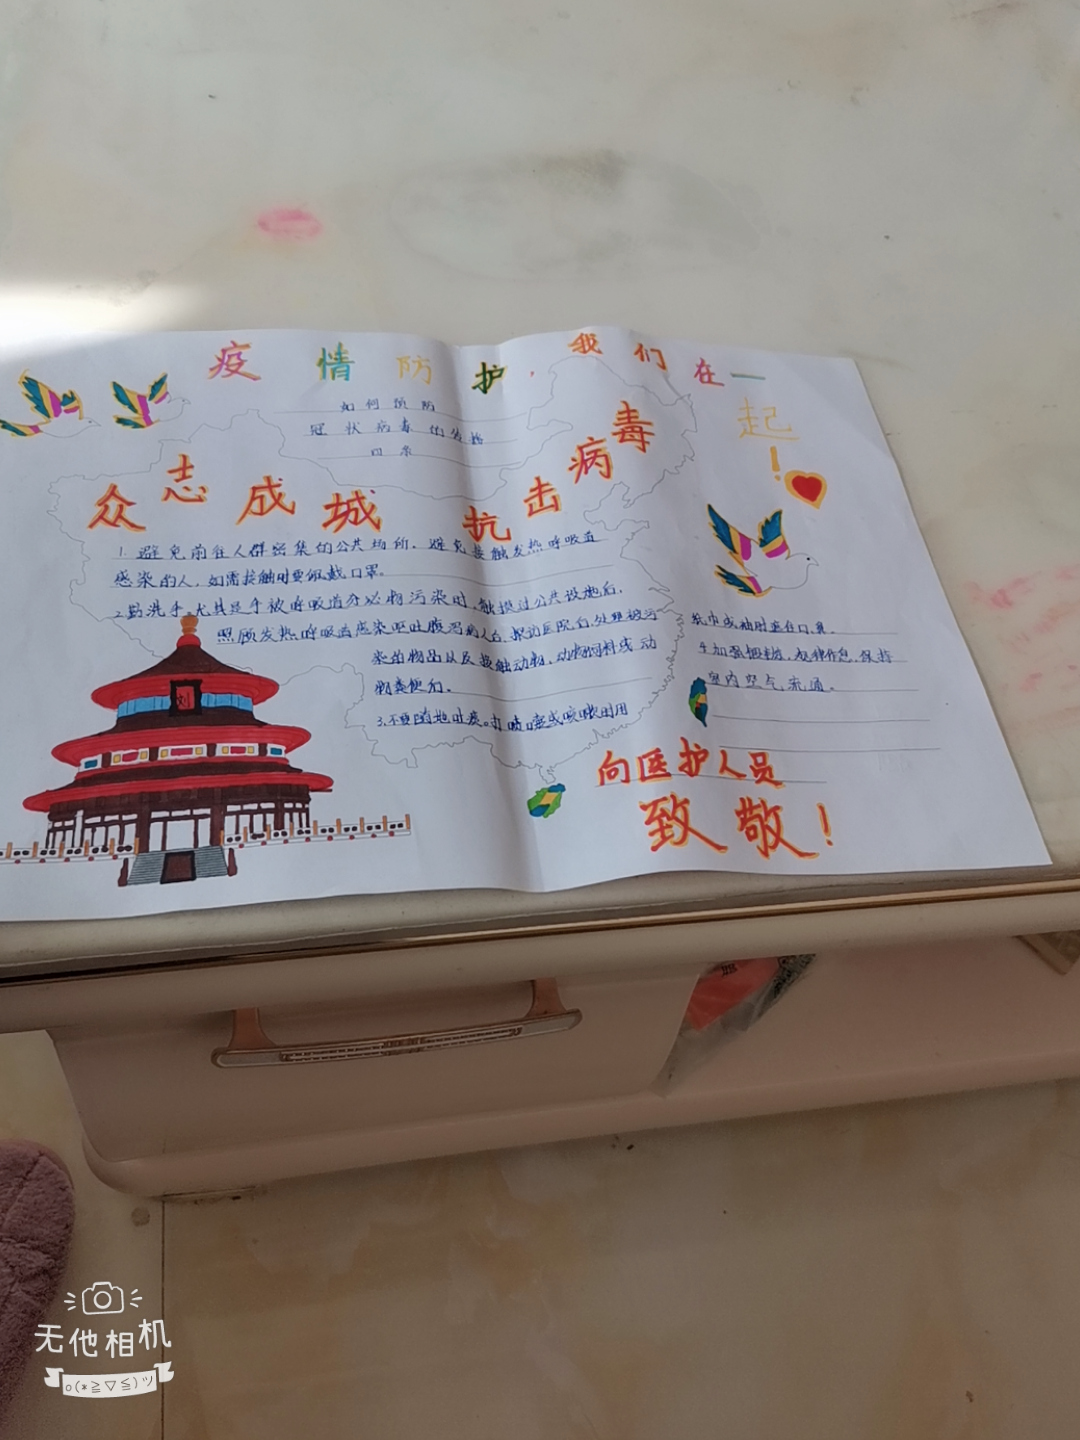 疫情防护，我们在一
起！
如何预防
冠状病毒的传播
四条
众志成城 抗击病毒
1. 避免前往人群密集的公共场所。避免接触发热呼吸道
感染的人，如需接触时要佩戴口罩。
2.勤洗手。尤其是手被呼吸道分必物污染时、触摸过公共设施后、
照顾发热呼吸道感染呕吐腹泻病人后、探访医院后、处理被污
染的物品以及接触动物、动物饲料或动
物粪便后。
3.不要随地吐痰。打喷嚏或咳嗽时用
纸巾或袖肘遮住口鼻。
4加强锻炼，规律作息，保持
室内空气流通。
刘
向医护人员
致敬！
无他相机
o(*≧▽≦)ツ